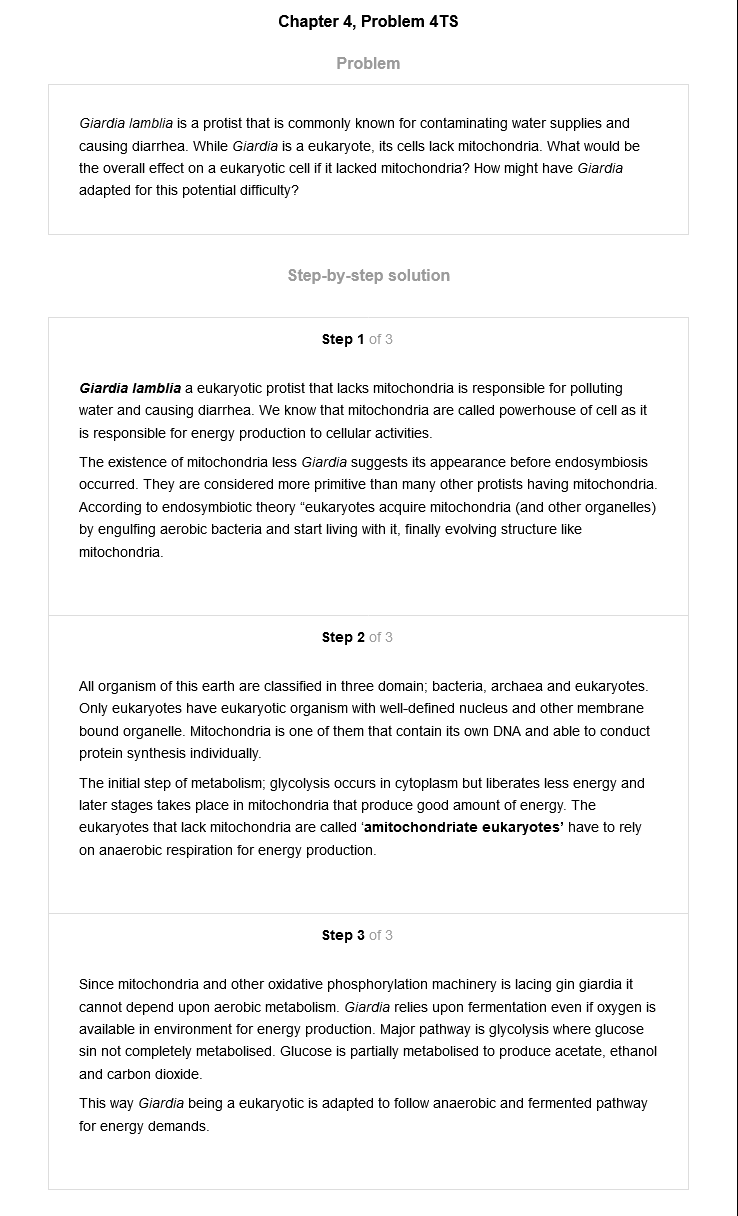 Chapter 4, Problem 4TS
Problem
Giardia lamblia is a protist that is commonly known for contaminating water supplies and
causing diarrhea. While Giardia is a eukaryote, its cells lack mitochondria. What would be
the overall effect on a eukaryotic cell if it lacked mitochondria? How might have Giardia
adapted for this potential difficulty?
Step-by-step solution
Step 1 of 3
Giardia lamblia a eukaryotic protist that lacks mitochondria is responsible for polluting
water and causing diarrhea. We know that mitochondria are called powerhouse of cell as it
is responsible for energy production to cellular activities.
The existence of mitochondria less Giardia suggests its appearance before endosymbiosis
occurred. They are considered more primitive than many other protists having mitochondria.
According to endosymbiotic theory “eukaryotes acquire mitochondria (and other organelles)
by engulfing aerobic bacteria and start living with it, finally evolving structure like
mitochondria.
Step 2 of 3
All organism of this earth are classified in three domain; bacteria, archaea and eukaryotes.
Only eukaryotes have eukaryotic organism with well-defined nucleus and other membrane
bound organelle. Mitochondria is one of them that contain its own DNA and able to conduct
protein synthesis individually.
The initial step of metabolism; glycolysis occurs in cytoplasm but liberates less energy and
later stages takes place in mitochondria that produce good amount of energy. The
eukaryotes that lack mitochondria are called ‘amitochondriate eukaryotes’ have to rely
on anaerobic respiration for energy production.
Step 3 of 3
Since mitochondria and other oxidative phosphorylation machinery is lacing gin giardia it
cannot depend upon aerobic metabolism. Giardia relies upon fermentation even if oxygen is
available in environment for energy production. Major pathway is glycolysis where glucose
sin not completely metabolised. Glucose is partially metabolised to produce acetate, ethanol
and carbon dioxide.
This way Giardia being a eukaryotic is adapted to follow anaerobic and fermented pathway
for energy demands.